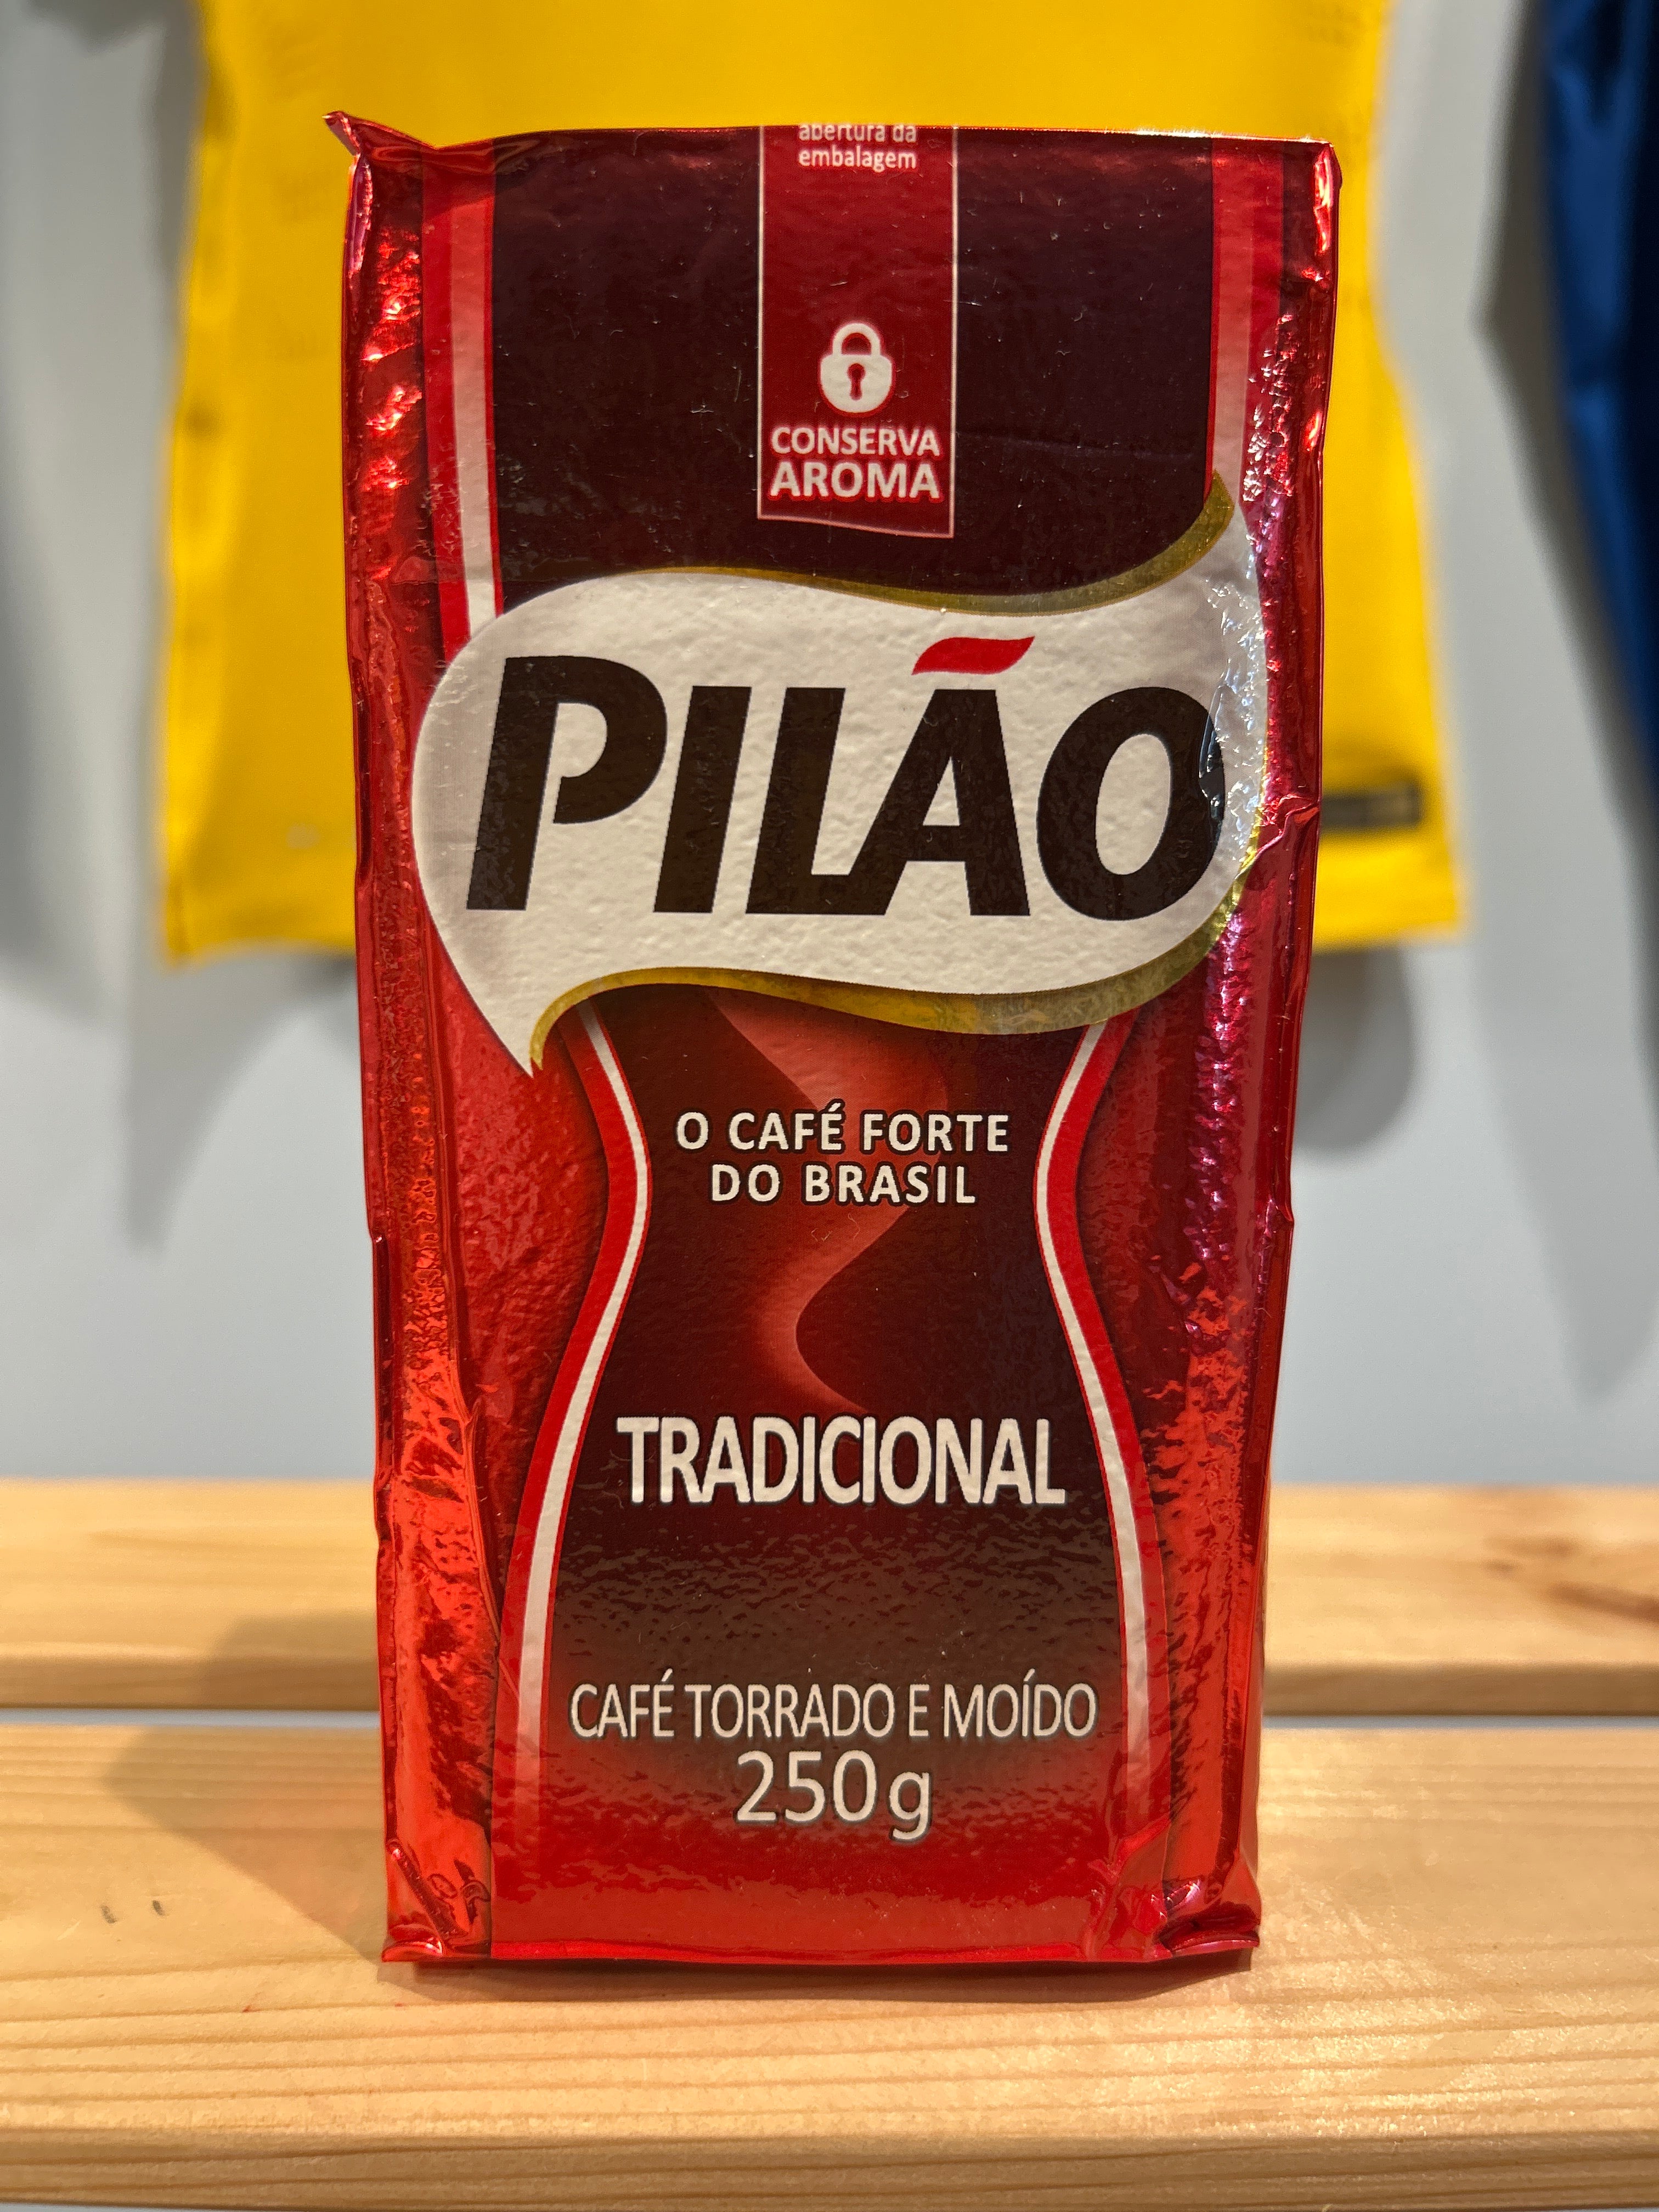 abertura da
embalagem
CONSERVA
AROMA
PILÃO
O CAFÉ FORTE
DO BRASIL
TRADICIONAL
CAFÉ TORRADO E MOÍDO
250g